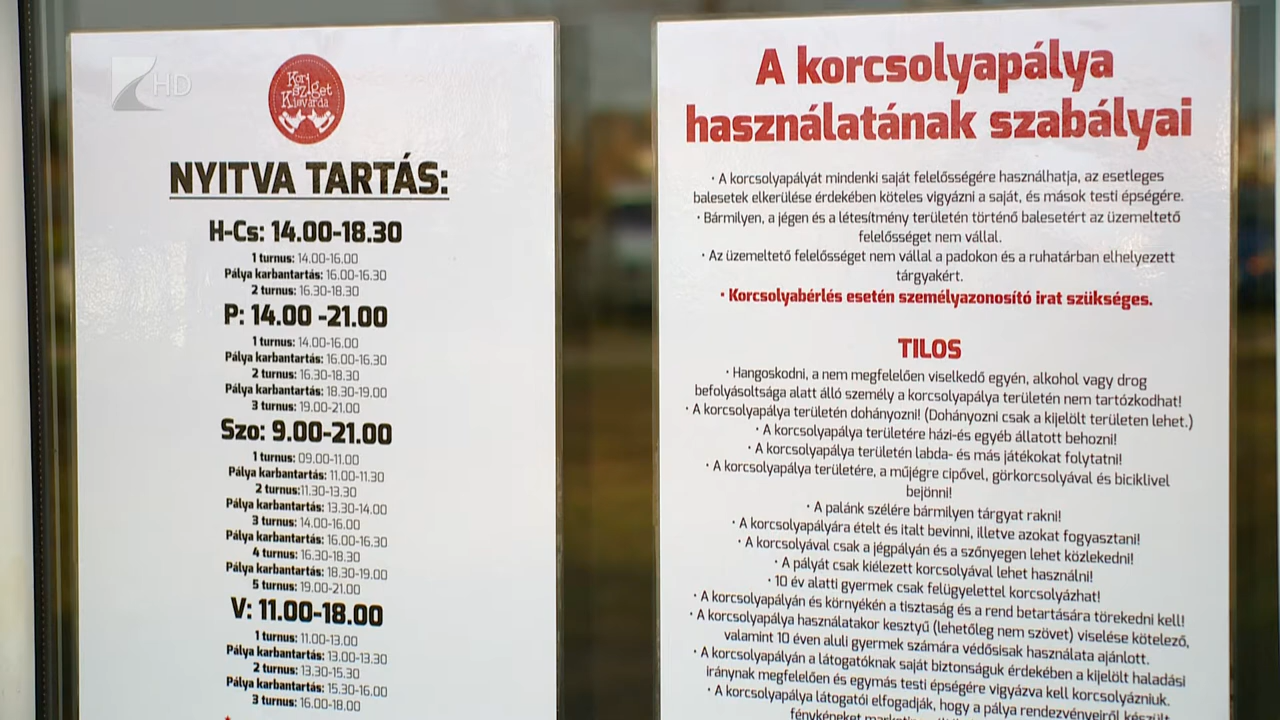 HD
Kori
sziget
Kisvárda
NYITVA TARTÁS:
H-Cs: 14.00-18.30
1 turnus: 14.00-16.00
Pálya karbantartás: 16.00-16.30
2 turnus: 16.30-18.30
P: 14.00 -21.00
1 turnus: 14.00-16.00
Pálya karbantartás: 16.00-16.30
2 turnus: 16.30-18.30
Pálya karbantartás: 18.30-19.00
3 turnus: 19.00-21.00
Szo: 9.00-21.00
1 turnus: 09.00-11.00
Pálya karbantartás: 11.00-11.30
2 turnus:11.30-13.30
Pálya karbantartás: 13.30-14.00
3 turnus: 14.00-16.00
Pálya karbantartás: 16.00-16.30
4 turnus: 16.30-18.30
Pálya karbantartás: 18.30-19.00
5 turnus: 19.00-21.00
V: 11.00-18.00
1 turnus: 11.00-13.00
Pálya karbantartás: 13.00-13.30
2 turnus: 13.30-15.30
Pálya karbantartás: 15.30-16.00
3 turnus: 16.00-18.00
A korcsolyapálya
használatának szabályai
• A korcsolyapályát mindenki saját felelősségére használhatja, az esetleges
balesetek elkerülése érdekében köteles vigyázni a saját, és mások testi épségére.
• Bármilyen, a jégen és a létesítmény területén történő balesetért az üzemeltető
felelősséget nem vállal.
• Az üzemeltető felelősséget nem vállal a padokon és a ruhatárban elhelyezett
tárgyakért.
• Korcsolyabérlés esetén személyazonosító irat szükséges.
TILOS
• Hangoskodni, a nem megfelelően viselkedő egyén, alkohol vagy drog
befolyásoltsága alatt álló személy a korcsolyapálya területén nem tartózkodhat!
• A korcsolyapálya területén dohányozni! (Dohányozni csak a kijelölt területen lehet.)
• A korcsolyapálya területére házi-és egyéb állatott behozni!
• A korcsolyapálya területén labda- és más játékokat folytatni!
• A korcsolyapálya területére, a műjégre cipővel, görkorcsolyával és biciklivel
bejönni!
• A palánk szélére bármilyen tárgyat rakni!
• A korcsolyapályára ételt és italt bevinni, illetve azokat fogyasztani!
• A korcsolyával csak a jégpályán és a szőnyegen lehet közlekedni!
• A pályát csak kiélezett korcsolyával lehet használni!
• 10 év alatti gyermek csak felügyelettel korcsolyázhat!
• A korcsolyapályán és környékén a tisztaság és a rend betartására törekedni kell!
• A korcsolyapálya használatakor kesztyű (lehetőleg nem szövet) viselése kötelező,
valamint 10 éven aluli gyermek számára védősisak használata ajánlott.
• A korcsolyapályán a látogatóknak saját biztonságuk érdekében a kijelölt haladási
iránynak megfelelően és egymás testi épségére vigyázva kell korcsolyázniuk.
• A korcsolyapálya látogatói elfogadják, hogy a pálya rendezvényeiről készült
fényképeket